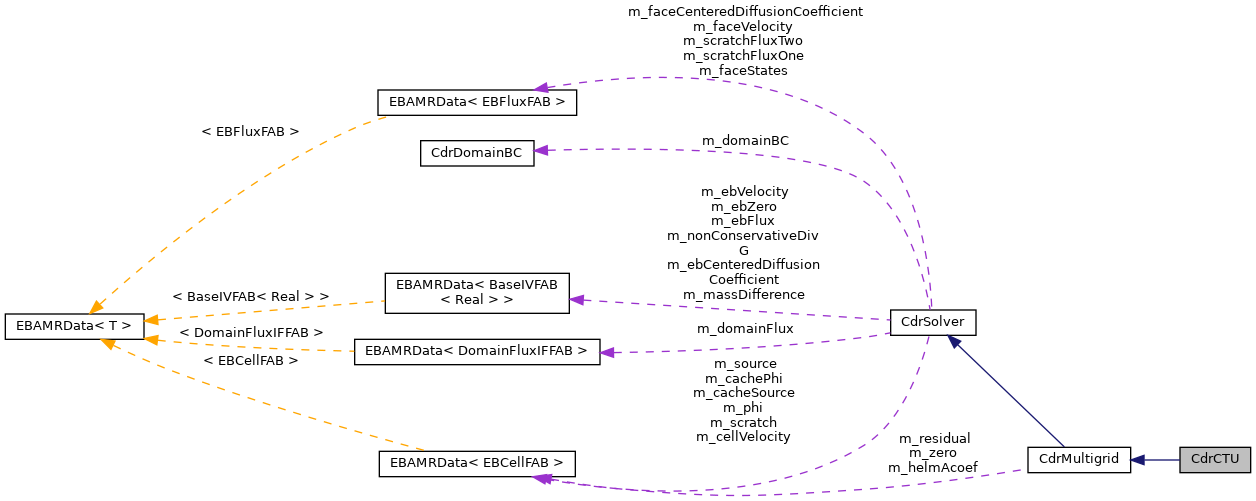 m_faceCenteredDiffusionCoefficient
m_faceVelocity
m_scratchFluxTwo
m_scratchFluxOne
m_faceStates
EBAMRData< EBFluxFAB >
< EBFluxFAB >
m_domainBC
CdrDomainBC
m_ebVelocity
m_ebZero
m_ebFlux
m_nonConservativeDiv
G
m_ebCenteredDiffusion
Coefficient
m_massDifference
EBAMRData< BaseIVFAB
< Real > >
< BaseIVFAB< Real > >
EBAMRData< T >
CdrSolver
< DomainFluxIFFAB >
m_domainFlux
EBAMRData< DomainFluxIFFAB >
< EBCellFAB >
m_source
m_cachePhi
m_cacheSource
m_phi
m_scratch
m_cellVelocity
m_residual
m_zero
m_helmAcoef
EBAMRData< EBCellFAB >
CdrMultigrid
CdrCTU